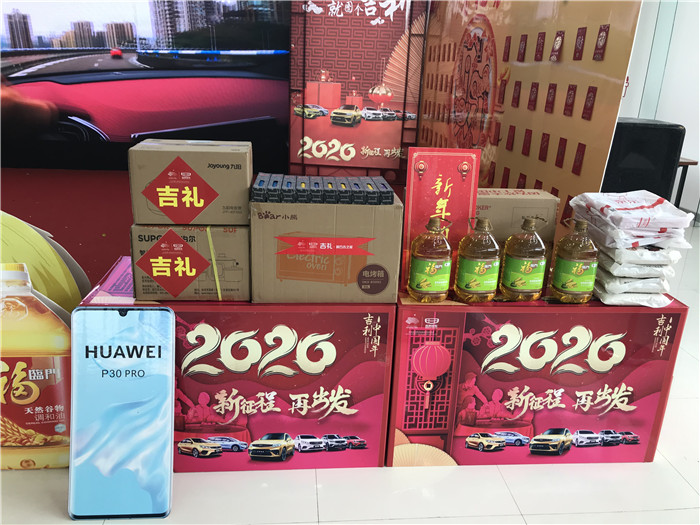 就图个吉利
2020
新征程 再出发
Joyoung九阳
吉礼
SUPOR
吉礼
Bear小熊
吉礼
Electric
OVEN
电烤箱
新年
福
福
福
福
福
臨門
天然谷物
调和油
HUAWEI
P30 PRO
2020
新征程 再出发
吉利中国年
2020
新征程 再出发
吉利中国年